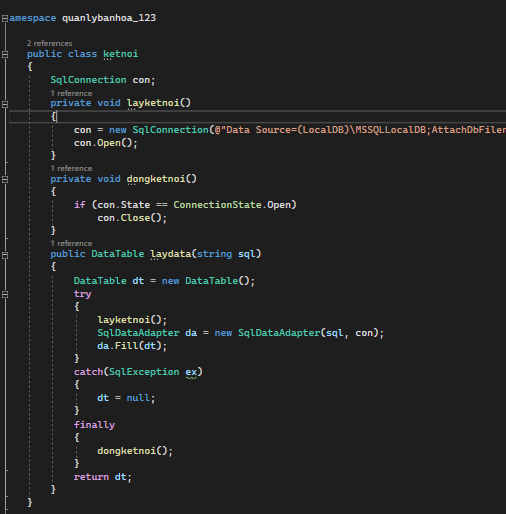 amespace quanlybanhoa_123
2 references
public class ketnoi
{
SqlConnection con;
1 reference
private void layketnoi()
{
con = new SqlConnection(@"Data Source=(LocalDB)\MSSQLLocalDB;AttachDbFilen
con.Open();
}
1 reference
private void dongketnoi()
{
if (con.State == ConnectionState.Open)
con.Close();
}
1 reference
public DataTable laydata(string sql)
{
DataTable dt = new DataTable();
try
{
layketnoi();
SqlDataAdapter da = new SqlDataAdapter(sql, con);
da.Fill(dt);
}
catch(SqlException ex)
{
dt = null;
}
finally
{
dongketnoi();
}
return dt;
}
}